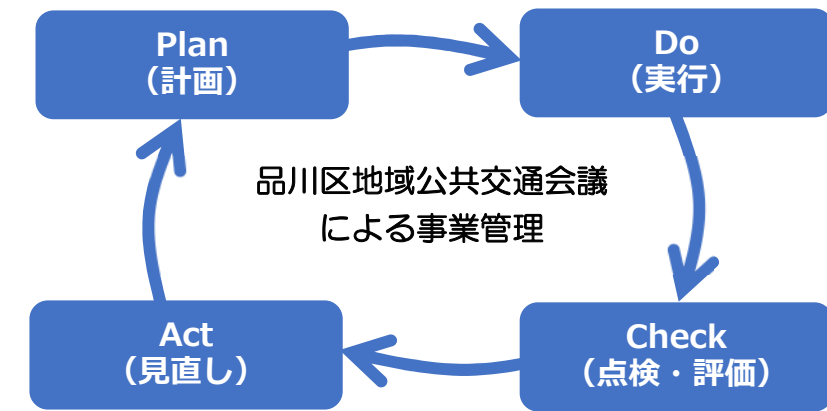 Plan
（計画）
Do
（実行）
品川区地域公共交通会議
による事業管理
Act
（見直し）
Check
（点検・評価）